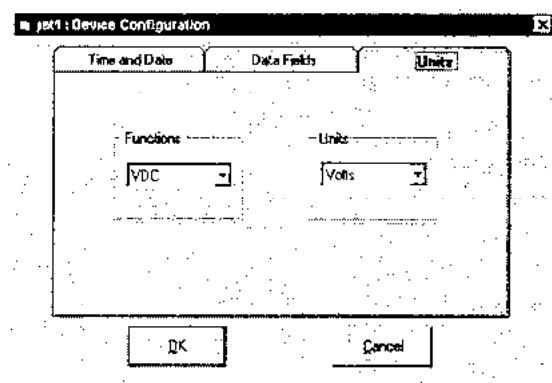 jet1 : Device Configuration
Time and Date Data Fields Units
Functions Units
VDC Volts
OK Cancel